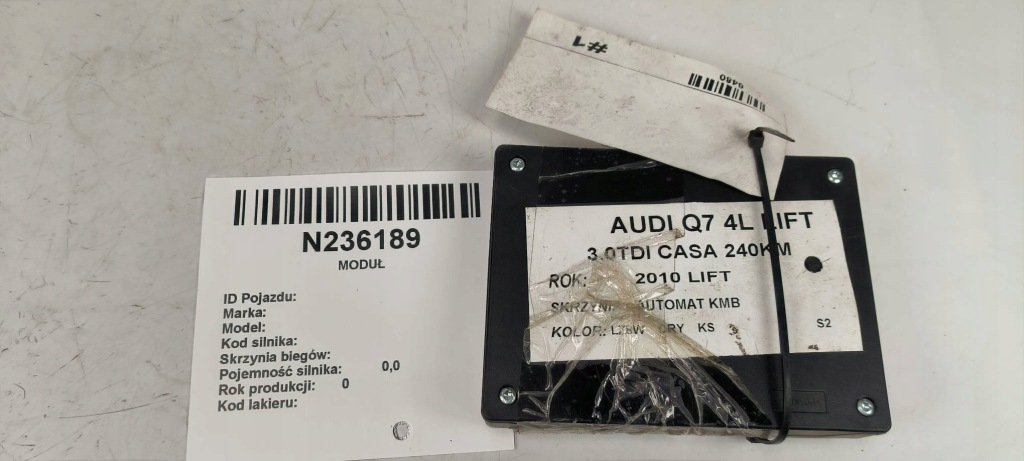 L#
9480
N236189
MODUŁ
ID Pojazdu:
Marka:
Model:
Kod silnika:
Skrzynia biegów:
Pojemność silnika: 0,0
Rok produkcji: 0
Kod lakieru:
AUDI Q7 4L LIFT
3.0TDI CASA 240KM
ROK: 2010 LIFT
AUTOMAT KMB
KOLOR: KS
S2